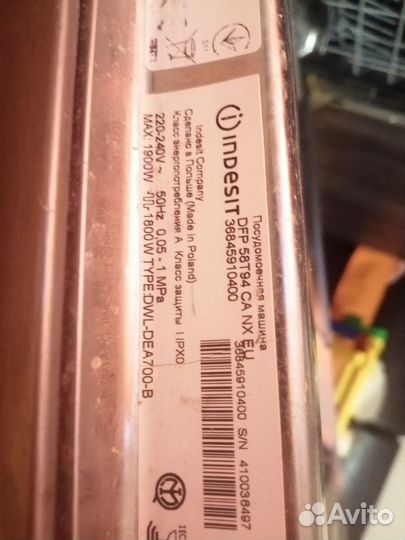 indesit
Посудомоечная машина
DFP 58T94 CA NX EU
36845910400
36845910400 S/N 410036497
Indesit Company
Сделано в Польше (Made in Poland)
Класс энергопотребления A Класс защиты I IPX0
220-240V ~ 50Hz 0,05 - 1 MPa
MAX: 1900W 1800W TYPE:DWL-DEA700-B
Avito